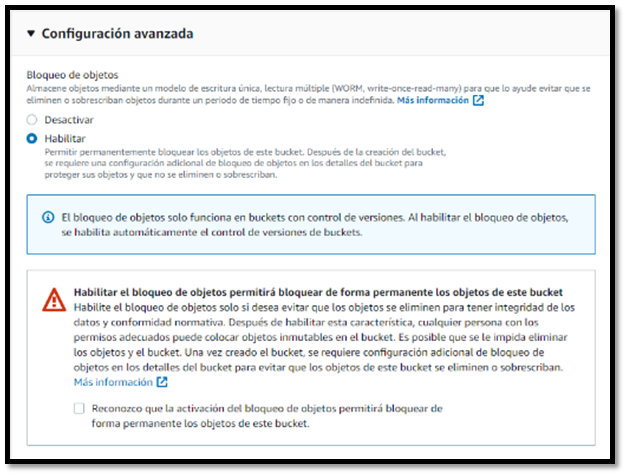 Configuración avanzada
Bloqueo de objetos
Almacene objetos mediante un modelo de escritura única, lectura múltiple (WORM, write-once-read-many) para que lo ayude evitar que se
eliminen o sobrescriban objetos durante un periodo de tiempo fijo o de manera indefinida. Más información
Desactivar
Habilitar
Permitir permanentemente bloquear los objetos de este bucket. Después de la creación del bucket,
se requiere una configuración adicional de bloqueo de objetos en los detalles del bucket para
proteger sus objetos y que no se eliminen o sobrescriban.
El bloqueo de objetos solo funciona en buckets con control de versiones. Al habilitar el bloqueo de objetos,
se habilita automáticamente el control de versiones de buckets.
Habilitar el bloqueo de objetos permitirá bloquear de forma permanente los objetos de este bucket
Habilite el bloqueo de objetos solo si desea evitar que los objetos se eliminen para tener integridad de los
datos y conformidad normativa. Después de habilitar esta característica, cualquier persona con los
permisos adecuados puede colocar objetos inmutables en el bucket. Es posible que se le impida eliminar
los objetos y el bucket. Una vez creado el bucket, se requiere configuración adicional de bloqueo de
objetos en los detalles del bucket para evitar que los objetos de este bucket se eliminen o sobrescriban.
Más información
Reconozco que la activación del bloqueo de objetos permitirá bloquear de
forma permanente los objetos de este bucket.